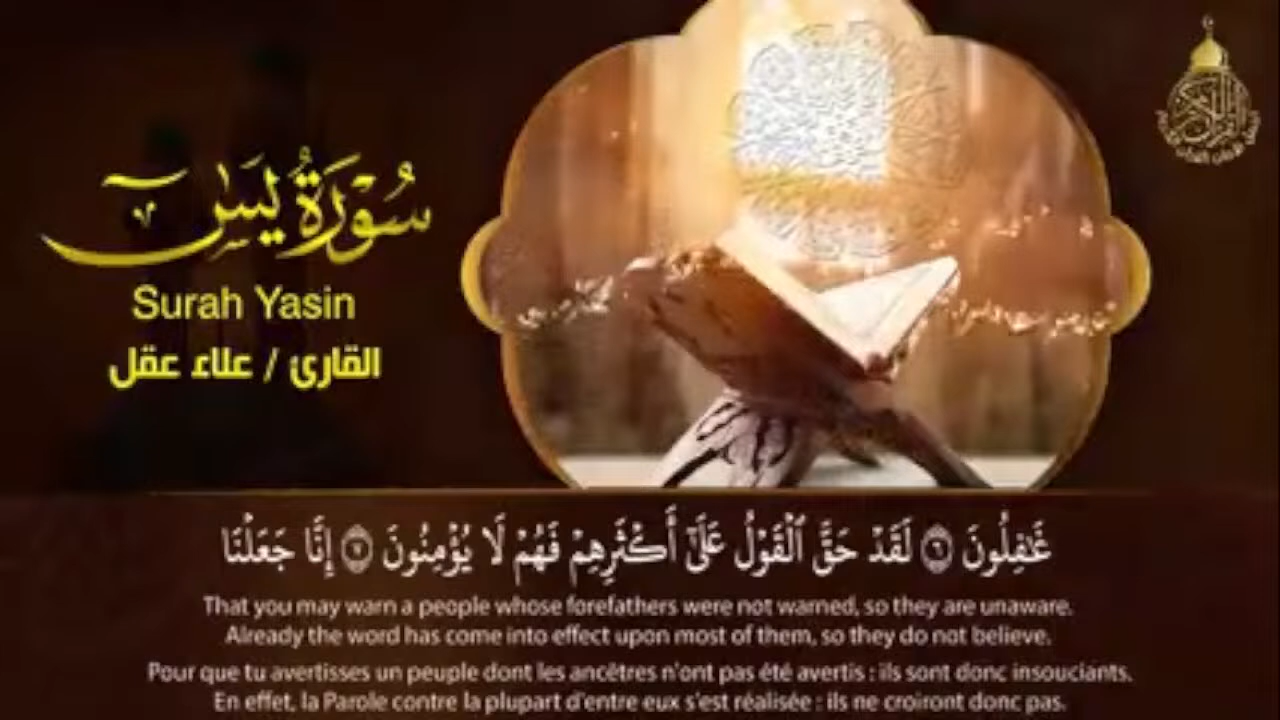 سُوْرَةُ يسٓ
Surah Yasin
القارئ / علاء عقل
غَٰفِلُونَ ٦ لَقَدْ حَقَّ ٱلْقَوْلُ عَلَىٰٓ أَكْثَرِهِمْ فَهُمْ لَا يُؤْمِنُونَ ٧ إِنَّا جَعَلْنَا
That you may warn a people whose forefathers were not warned, so they are unaware.
Already the word has come into effect upon most of them, so they do not believe.
Pour que tu avertisses un peuple dont les ancêtres n'ont pas été avertis : ils sont donc insouciants.
En effet, la Parole contre la plupart d'entre eux s'est réalisée : ils ne croiront donc pas.